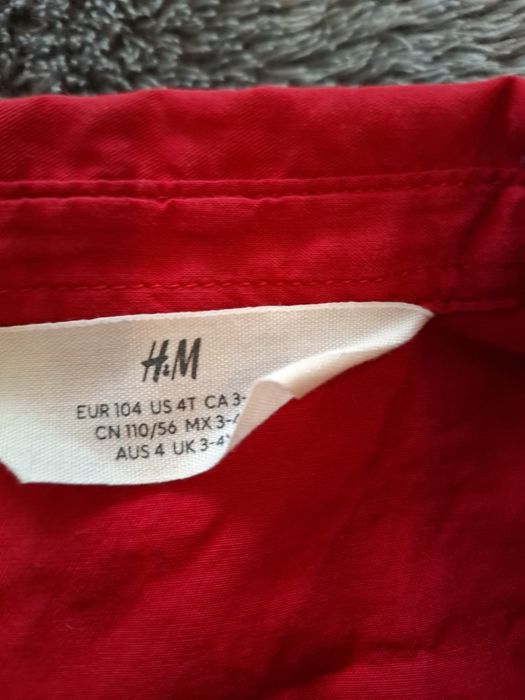 H&M
EUR 104 US 4T CA 3-
CN 110/56 MX 3-4
AUS 4 UK 3-4Y